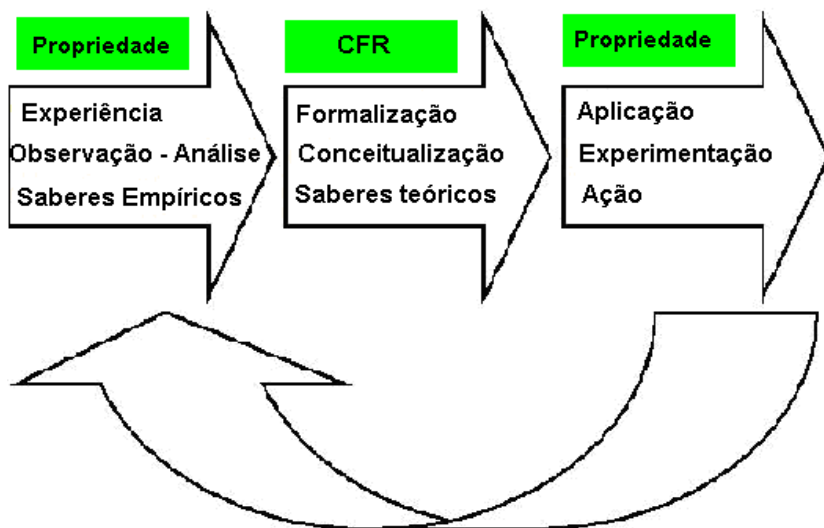 Propriedade
Experiência
Observação - Análise
Saberes Empíricos
CFR
Formalização
Conceitualização
Saberes teóricos
Propriedade
Aplicação
Experimentação
Ação